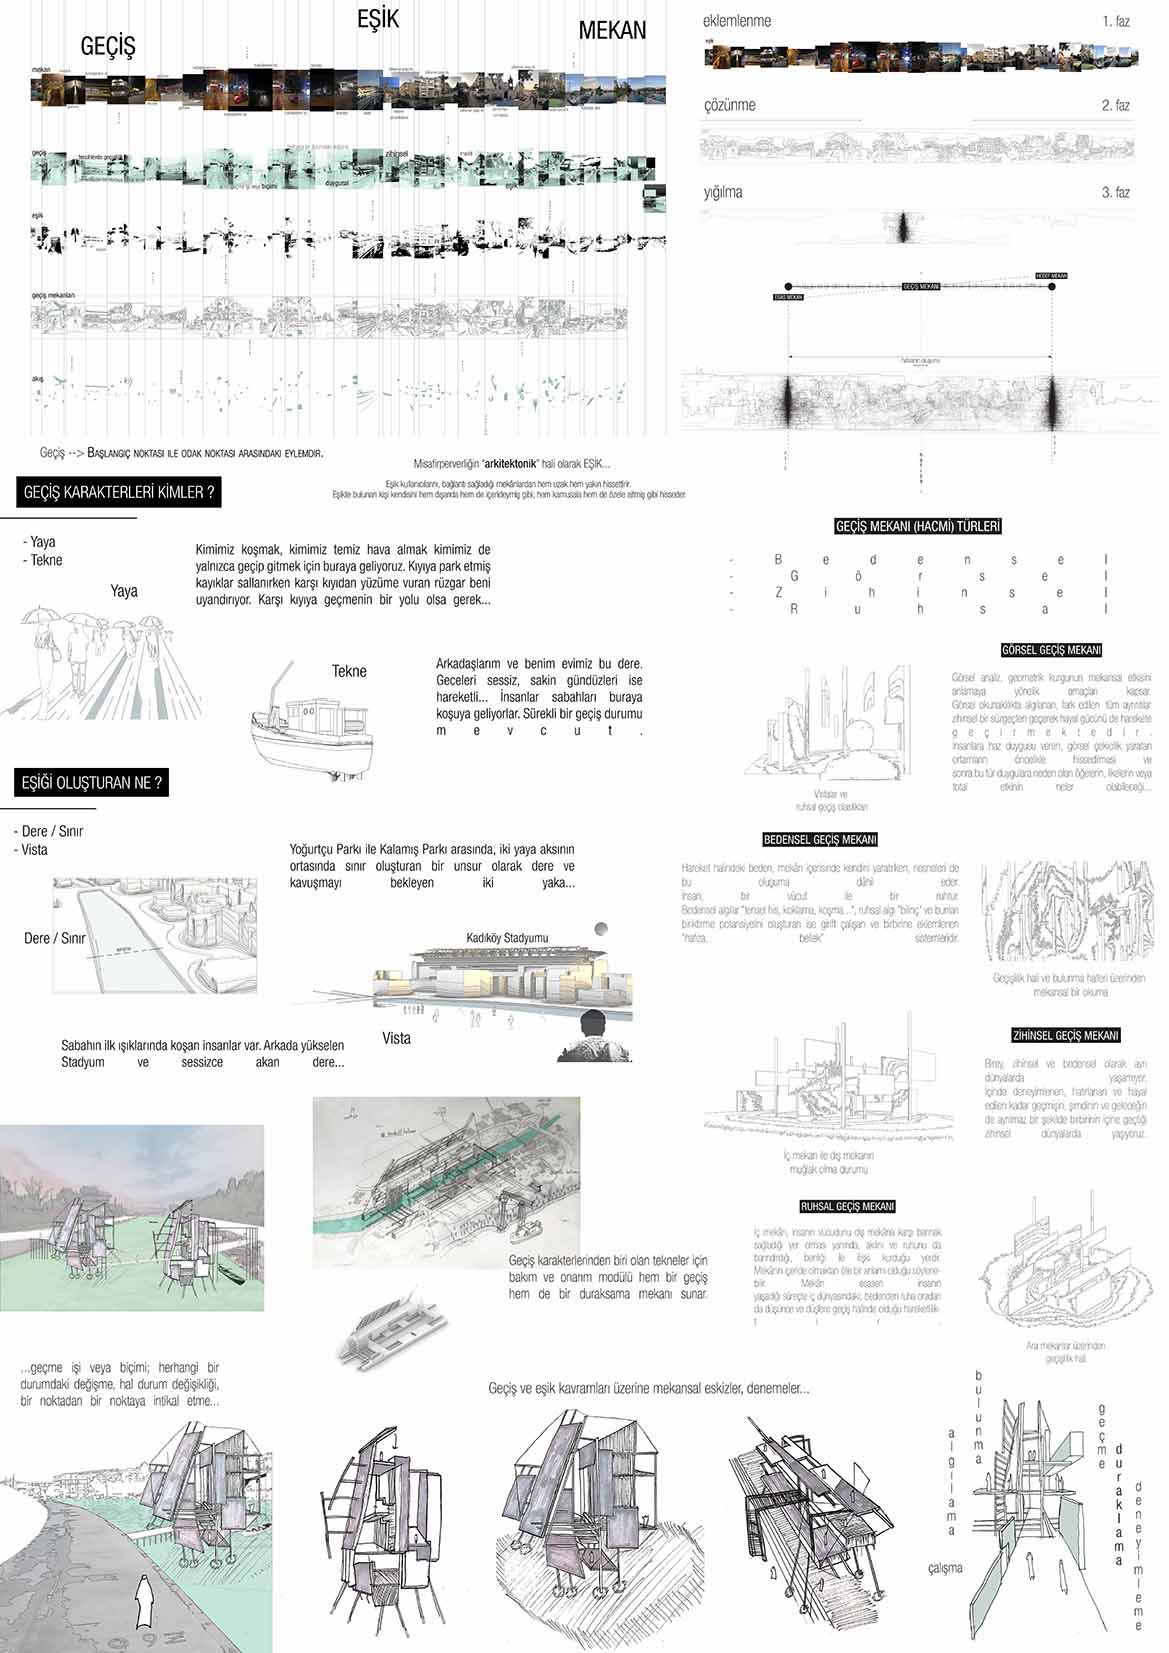 GEÇİŞ
EŞİK
MEKAN
mekan
geçiş
zihinsel
duygusal
biçimi
eşik
eşik
geçiş mekanları
akış
eklemlenme
1. faz
eşik
çözünme
2. faz
yığılma
3. faz
HEDEF MEKAN
GEÇİŞ MEKANI
ESAS MEKAN
hafızanın oluşumu
Geçiş --> BAŞLANGIÇ NOKTASI İLE ODAK NOKTASI ARASINDAKİ EYLEMDİR.
Misafirperverliğin "arkitektonik" hali olarak EŞİK...
Eşik kullanıcılarını, bağlantı sağladığı mekânlardan hem uzak hem yakın hissettirir.
Eşikte bulunan kişi kendisini hem dışarıda hem de içerideymiş gibi, hem kamusala hem de özele aitmiş gibi hisseder.
GEÇİŞ KARAKTERLERİ KİMLER ?
- Yaya
- Tekne
Yaya
Kimimiz koşmak, kimimiz temiz hava almak kimimiz de
yalnızca geçip gitmek için buraya geliyoruz. Kıyıya park etmiş
kayıklar sallanırken karşı kıyıdan yüzüme vuran rüzgar beni
uyandırıyor. Karşı kıyıya geçmenin bir yolu olsa gerek...
Tekne
Arkadaşlarım ve benim evimiz bu dere.
Geceleri sessiz, sakin gündüzleri ise
hareketli... İnsanlar sabahları buraya
koşuya geliyorlar. Sürekli bir geçiş durumu
mevcut.
EŞİĞİ OLUŞTURAN NE ?
- Dere / Sınır
- Vista
Dere / Sınır
Yoğurtçu Parkı ile Kalamış Parkı arasında, iki yaya aksının
ortasında sınır oluşturan bir unsur olarak dere ve
kavuşmayı bekleyen iki yaka...
Kadıköy Stadyumu
Vista
Sabahın ilk ışıklarında koşan insanlar var. Arkada yükselen
Stadyum ve sessizce akan dere...
Geçiş karakterlerinden biri olan tekneler için
bakım ve onarım modülü hem bir geçiş
hem de bir duraksama mekanı sunar.
...geçme işi veya biçimi; herhangi bir
durumdaki değişme, hal durum değişikliği,
bir noktadan bir noktaya intikal etme...
Geçiş ve eşik kavramları üzerine mekansal eskizler, denemeler...
GEÇİŞ MEKANI (HACMİ) TÜRLERİ
- Bedensel
- Görsel
- Zihinsel
- Ruhsal
GÖRSEL GEÇİŞ MEKANI
Görsel analiz, geometrik kurgunun mekansal etkisini
anlamaya yönelik amaçları kapsar.
Görsel okunaklıkta algılanan, fark edilen tüm ayrıntılar
zihinsel bir süzgeçten geçerek hayal gücünü de harekete
geçirmektedir.
İnsanlara haz duygusu veren, görsel çekicilik yaratan
ortamların öncelikle hissedilmesi ve
sonra bu tür duygulara neden olan öğelerin, ilkelerin veya
total etkinin neler olabileceği...
Vistalar ve
ruhsal geçiş olasılıkları
BEDENSEL GEÇİŞ MEKANI
Hareket halindeki beden, mekân içerisinde kendini yaratırken, nesneleri de
bu oluşuma dâhil eder.
İnsan, bir vücut ile bir ruhtur.
Bedensel algılar "tensel his, koklama, koşma...", ruhsal algı "bilinç" ve bunları
biriktirme potansiyelini oluşturan ise girift çalışan ve birbirine eklemlenen
"hafıza, bellek" sistemleridir.
Geçişlilik hali ve bulunma halleri üzerinden
mekansal bir okuma
ZİHİNSEL GEÇİŞ MEKANI
Birey, zihinsel ve bedensel olarak ayrı
dünyalarda yaşamıyor.
İçinde deneyimlenen, hatırlanan ve hayal
edilen kadar geçmişin, şimdinin ve geleceğin
de ayrılmaz bir şekilde birbirinin içine geçtiği
zihinsel dünyalarda yaşıyoruz.
İç mekan ile dış mekanın
muğlak olma durumu
RUHSAL GEÇİŞ MEKANI
İç mekân, insanın vücudunu dış mekâna karşı barınak
sağladığı yer olması yanında, aklını ve ruhunu da
barındırdığı, benliği ile ilişki kurduğu yerdir.
Mekânın içeride olmaktan öte bir anlamı olduğu söylene-
bilir. Mekân esasen insanın
yaşadığı süreçte iç dünyasındaki, bedenden ruha oradan
da düşünce ve düşlere geçiş halinde olduğu hareketlilik-
tir.
Ara mekanlar üzerinden
geçişlilik hali
bulunma
algılama
çalışma
geçme
duraklama
deneyimleme